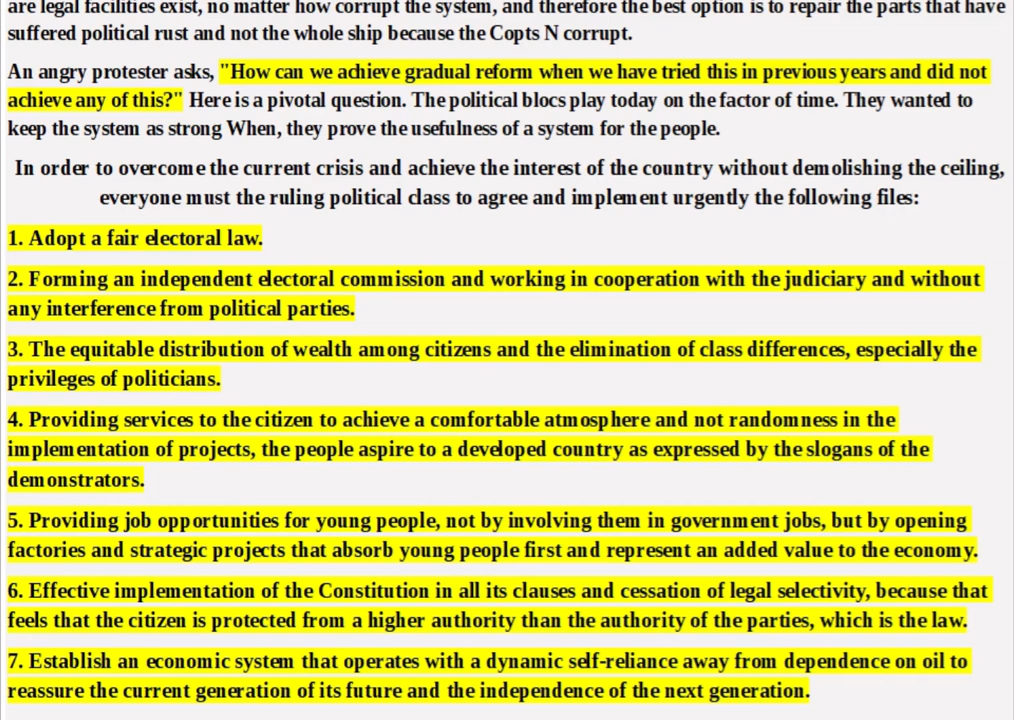 are legal facilities exist, no matter how corrupt the system, and therefore the best option is to repair the parts that have
suffered political rust and not the whole ship because the Copts N corrupt.
An angry protester asks, "How can we achieve gradual reform when we have tried this in previous years and did not
achieve any of this?" Here is a pivotal question. The political blocs play today on the factor of time. They wanted to
keep the system as strong When, they prove the usefulness of a system for the people.
In order to overcome the current crisis and achieve the interest of the country without demolishing the ceiling,
everyone must the ruling political class to agree and implement urgently the following files:
1. Adopt a fair electoral law.
2. Forming an independent electoral commission and working in cooperation with the judiciary and without
any interference from political parties.
3. The equitable distribution of wealth among citizens and the elimination of class differences, especially the
privileges of politicians.
4. Providing services to the citizen to achieve a comfortable atmosphere and not randomness in the
implementation of projects, the people aspire to a developed country as expressed by the slogans of the
demonstrators.
5. Providing job opportunities for young people, not by involving them in government jobs, but by opening
factories and strategic projects that absorb young people first and represent an added value to the economy.
6. Effective implementation of the Constitution in all its clauses and cessation of legal selectivity, because that
feels that the citizen is protected from a higher authority than the authority of the parties, which is the law.
7. Establish an economic system that operates with a dynamic self-reliance away from dependence on oil to
reassure the current generation of its future and the independence of the next generation.